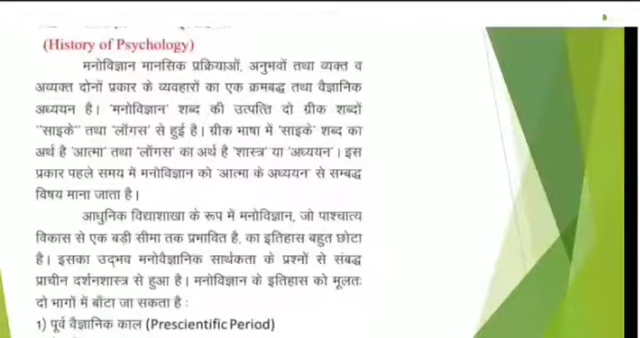 (History of Psychology)
मनोविज्ञान मानसिक प्रक्रियाओं, अनुभवों तथा व्यक्त व
अव्यक्त दोनों प्रकार के व्यवहारों का एक क्रमबद्ध तथा वैज्ञानिक
अध्ययन है। 'मनोविज्ञान' शब्द की उत्पत्ति दो ग्रीक शब्दों
''साइके'' तथा 'लॉगस' से हुई है। ग्रीक भाषा में 'साइके' शब्द का
अर्थ है 'आत्मा' तथा 'लॉगस' का अर्थ है 'शास्त्र' या 'अध्ययन'। इस
प्रकार पहले समय में मनोविज्ञान को 'आत्मा के अध्ययन' से सम्बद्ध
विषय माना जाता है।
आधुनिक विद्याशाखा के रूप में मनोविज्ञान, जो पाश्चात्य
विकास से एक बड़ी सीमा तक प्रभावित है, का इतिहास बहुत छोटा
है। इसका उद्भव मनोवैज्ञानिक सार्थकता के प्रश्नों से संबद्ध
प्राचीन दर्शनशास्त्र से हुआ है। मनोविज्ञान के इतिहास को मूलतः
दो भागों में बाँटा जा सकता है :
1) पूर्व वैज्ञानिक काल (Prescientific Period)